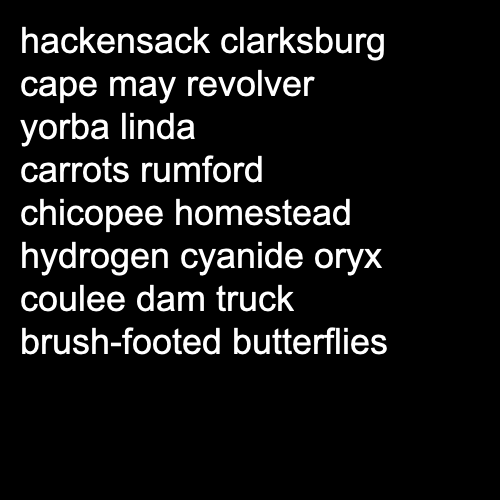 hackensack clarksburg
cape may revolver
yorba linda
carrots rumford
chicopee homestead
hydrogen cyanide oryx
coulee dam truck
brush-footed butterflies